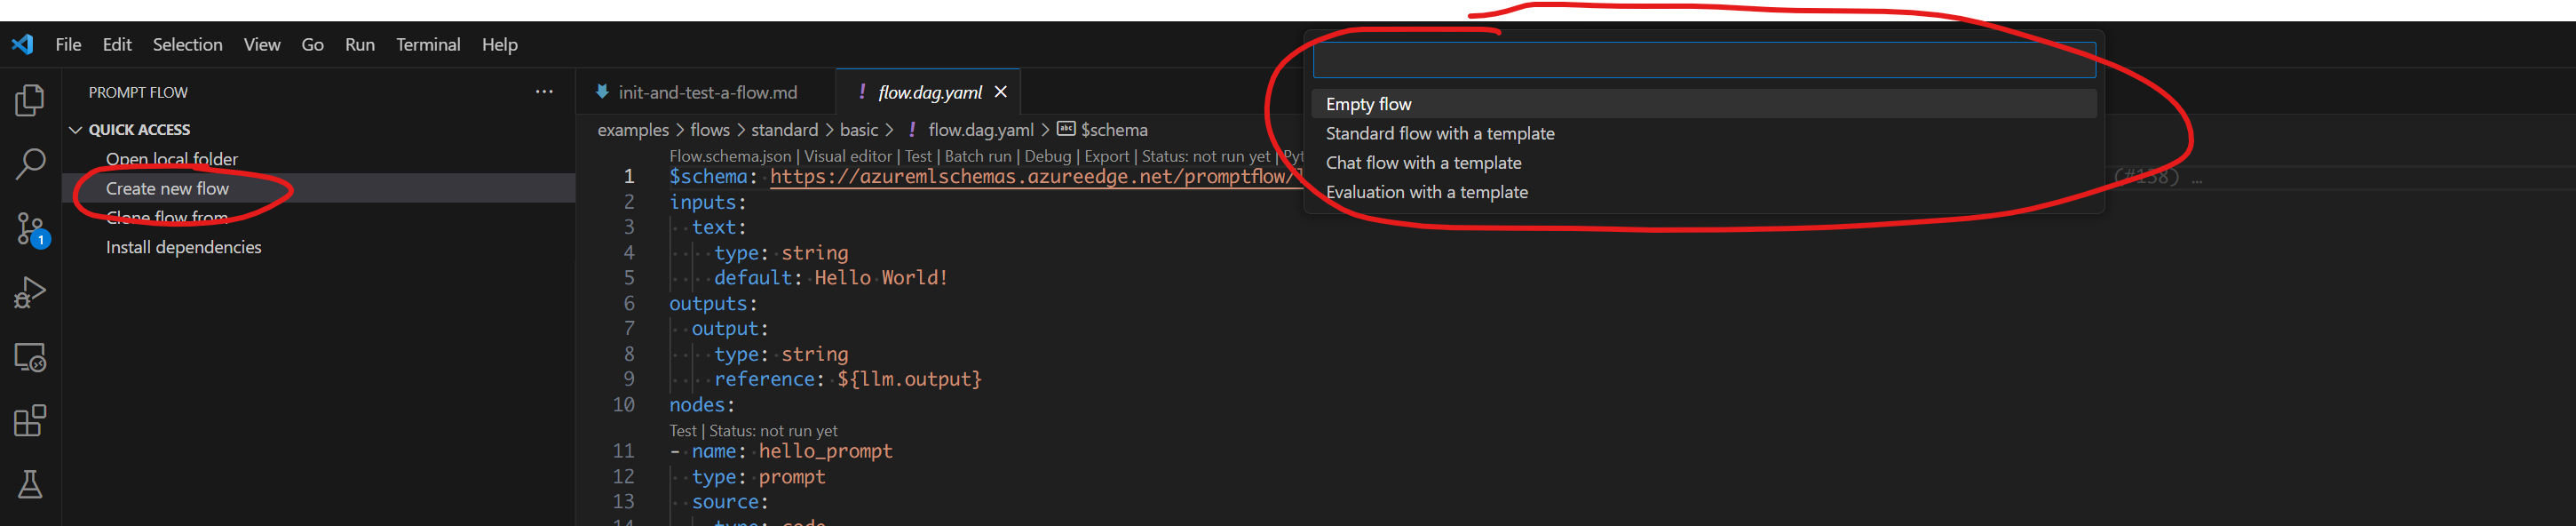 File Edit Selection View Go Run Terminal Help
PROMPT FLOW ...
QUICK ACCESS
Open local folder
Create new flow
Clone flow from
Install dependencies
1
init-and-test-a-flow.md
! flow.dag.yaml
examples > flows > standard > basic > ! flow.dag.yaml > abc $schema
Flow.schema.json | Visual editor | Test | Batch run | Debug | Export | Status: not run yet |
1 $schema: https://azuremlschemas.azureedge.net/promptflow/
2 inputs:
3 text:
4 type: string
5 default: Hello World!
6 outputs:
7 output:
8 type: string
9 reference: ${llm.output}
10 nodes:
Test | Status: not run yet
11 - name: hello_prompt
12 type: prompt
13 source:
14 type: code
Empty flow
Standard flow with a template
Chat flow with a template
Evaluation with a template
(#138) ...